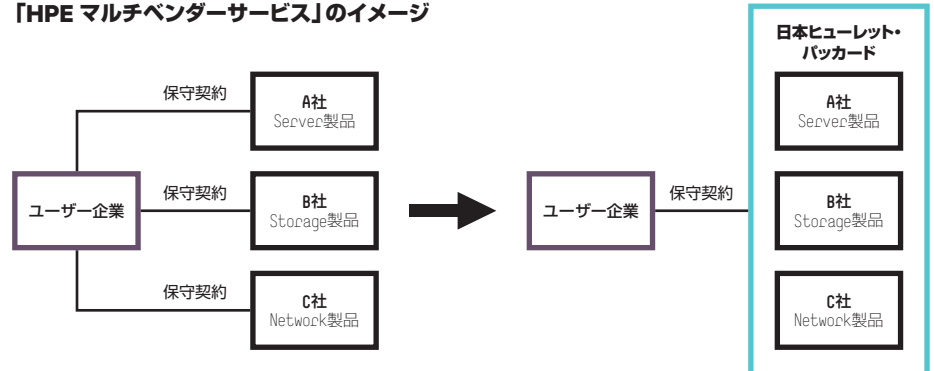 「HPE マルチベンダーサービス」のイメージ
保守契約
A社
Server製品
ユーザー企業
保守契約
B社
Storage製品
保守契約
C社
Network製品
ユーザー企業
保守契約
日本ヒューレット・
パッカード
A社
Server製品
B社
Storage製品
C社
Network製品